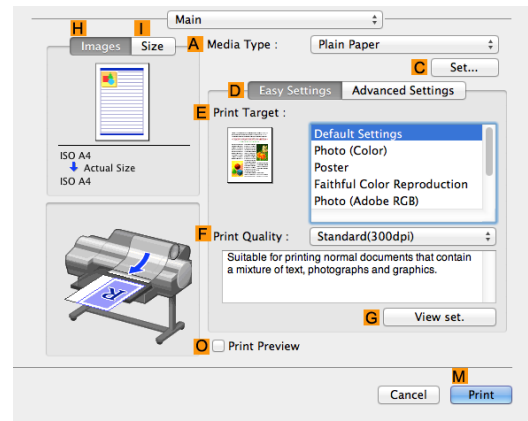 Main
H I
Images Size
A Media Type : Plain Paper
C Set...
D Easy Settings Advanced Settings
E Print Target :
Default Settings
Photo (Color)
Poster
Faithful Color Reproduction
Photo (Adobe RGB)
ISO A4
Actual Size
ISO A4
F Print Quality : Standard(300dpi)
Suitable for printing normal documents that contain
a mixture of text, photographs and graphics.
R
G View set.
O Print Preview
M
Cancel Print